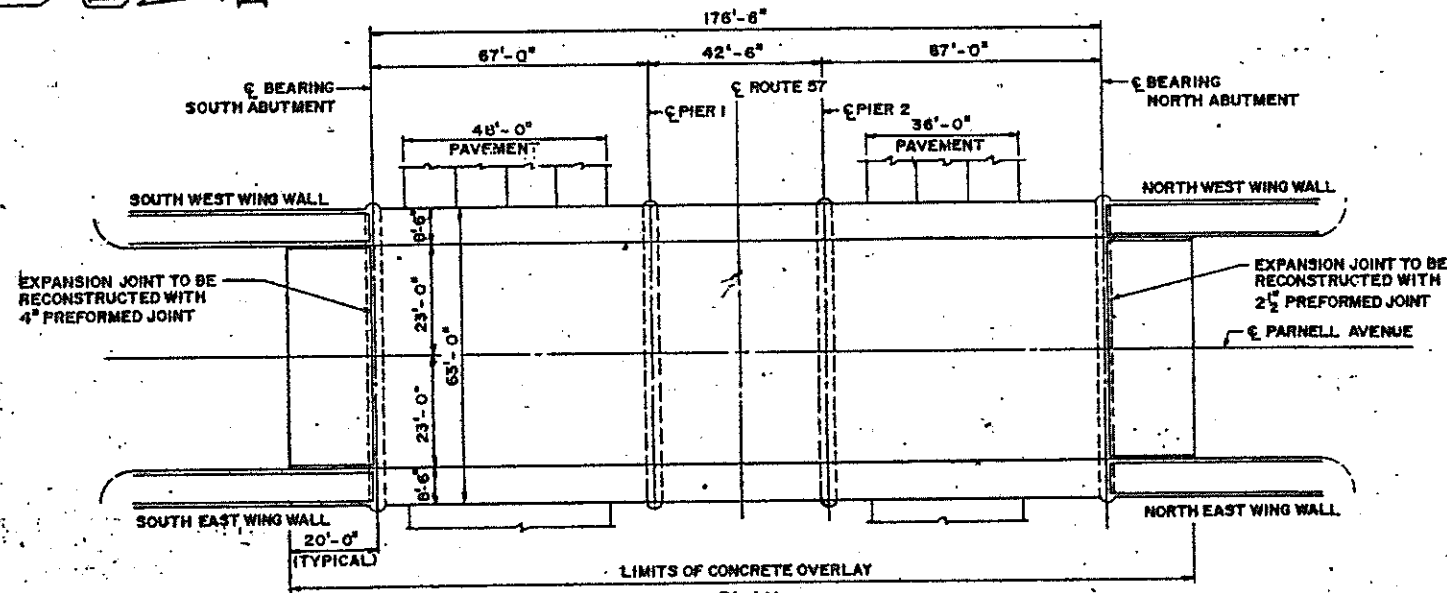 176'-6"
67'-0"
42'-6"
67'-0"
℄ BEARING
SOUTH ABUTMENT
℄ ROUTE 57
℄ PIER 1
℄ PIER 2
℄ BEARING
NORTH ABUTMENT
48'-0"
PAVEMENT
36'-0"
PAVEMENT
SOUTH WEST WING WALL
NORTH WEST WING WALL
8'-6"
EXPANSION JOINT TO BE
RECONSTRUCTED WITH
4" PREFORMED JOINT
23'-0"
63'-0"
EXPANSION JOINT TO BE
RECONSTRUCTED WITH
2½" PREFORMED JOINT
℄ PARNELL AVENUE
23'-0"
8'-6"
SOUTH EAST WING WALL
NORTH EAST WING WALL
20'-0"
(TYPICAL)
LIMITS OF CONCRETE OVERLAY